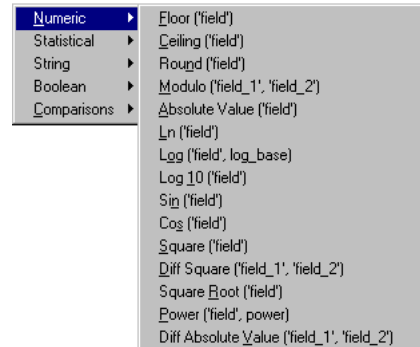 Numeric
Statistical
String
Boolean
Comparisons
Floor ('field')
Ceiling ('field')
Round ('field')
Modulo ('field_1', 'field_2')
Absolute Value ('field')
Ln ('field')
Log ('field', log_base)
Log 10 ('field')
Sin ('field')
Cos ('field')
Square ('field')
Diff Square ('field_1', 'field_2')
Square Root ('field')
Power ('field', power)
Diff Absolute Value ('field_1', 'field_2')